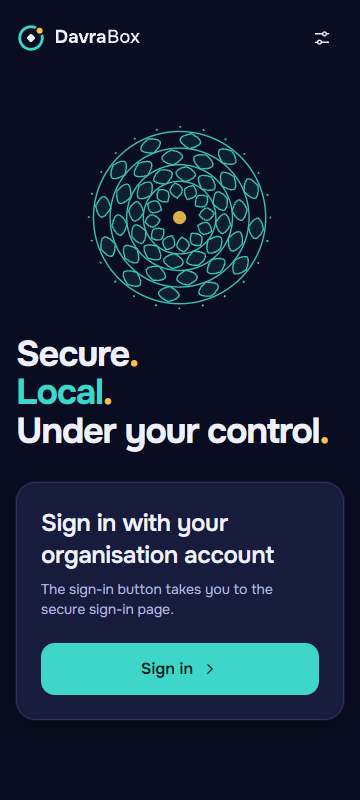 DavraBox
Secure.
Local.
Under your control.
Sign in with your
organisation account
The sign-in button takes you to the
secure sign-in page.
Sign in